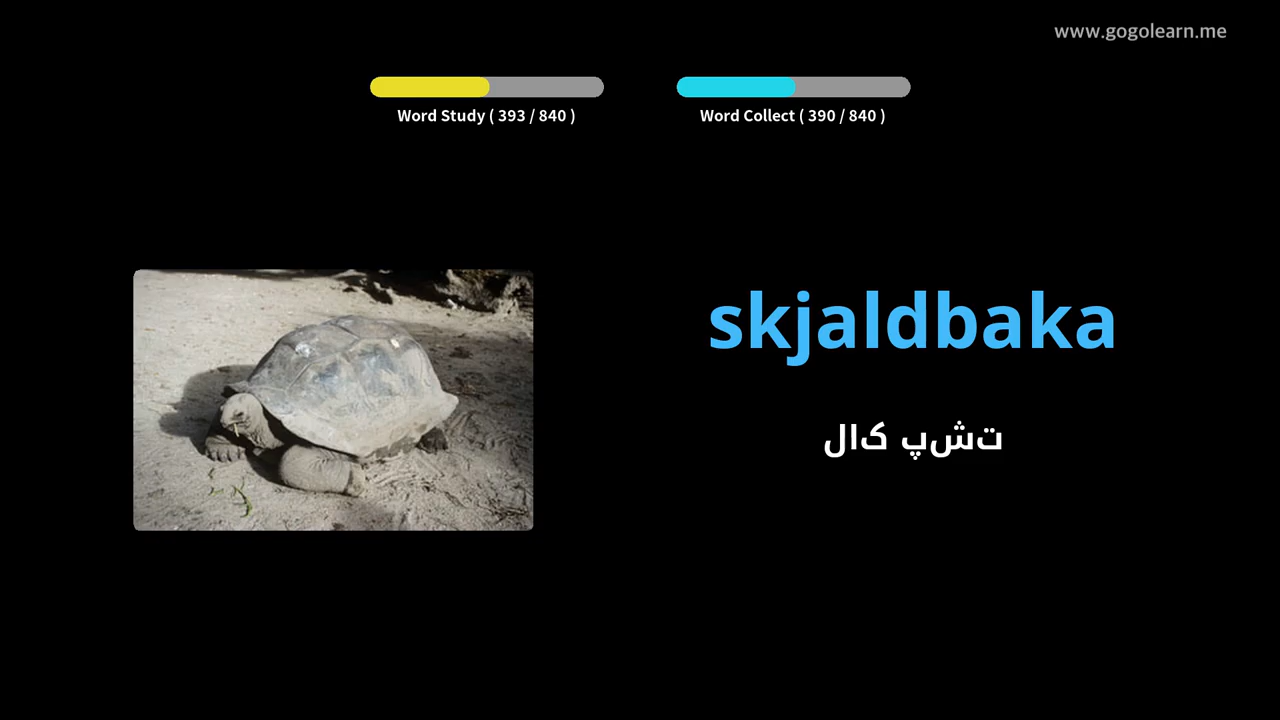 www.gogolearn.me
Word Study ( 393 / 840 )
Word Collect ( 390 / 840 )
skjaldbaka
تشپ کال